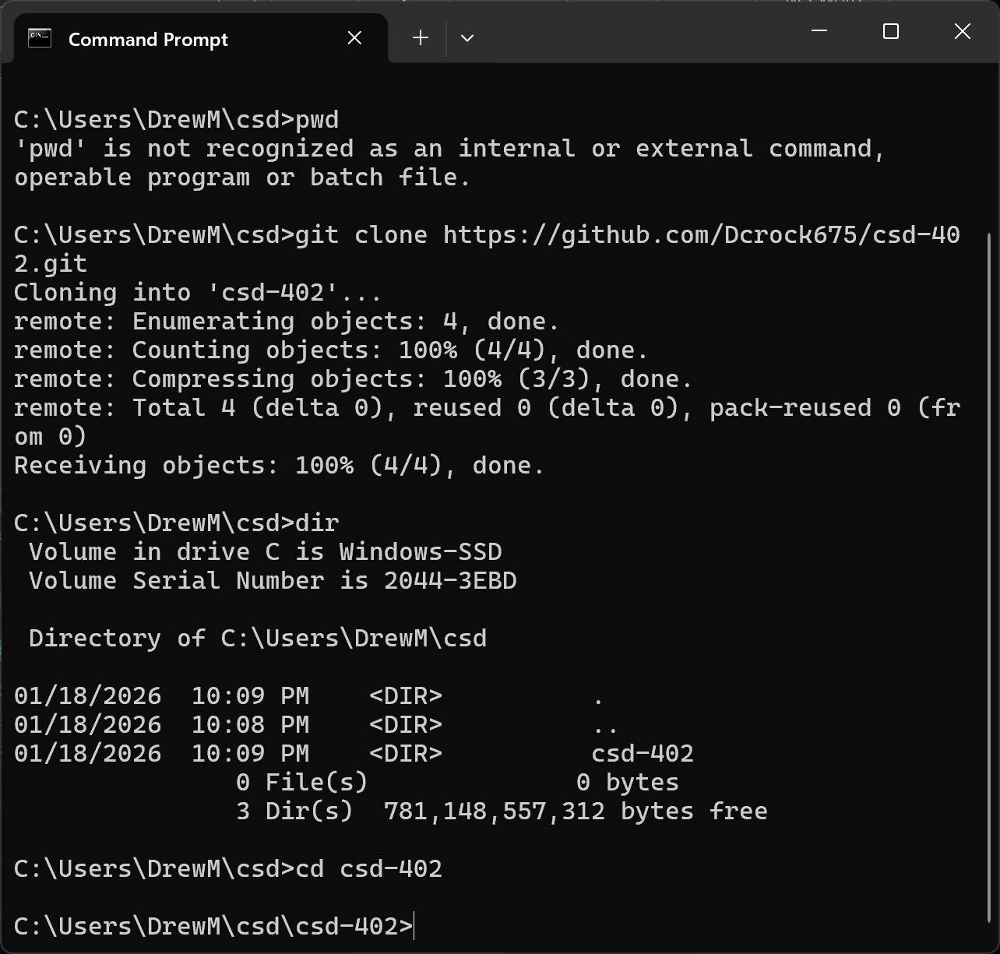 Command Prompt
C:\Users\DrewM\csd>pwd
'pwd' is not recognized as an internal or external command,
operable program or batch file.
C:\Users\DrewM\csd>git clone https://github.com/Dcrock675/csd-40
2.git
Cloning into 'csd-402'...
remote: Enumerating objects: 4, done.
remote: Counting objects: 100% (4/4), done.
remote: Compressing objects: 100% (3/3), done.
remote: Total 4 (delta 0), reused 0 (delta 0), pack-reused 0 (fr
om 0)
Receiving objects: 100% (4/4), done.
C:\Users\DrewM\csd>dir
 Volume in drive C is Windows-SSD
 Volume Serial Number is 2044-3EBD
 Directory of C:\Users\DrewM\csd
01/18/2026  10:09 PM    <DIR>          .
01/18/2026  10:08 PM    <DIR>          ..
01/18/2026  10:09 PM    <DIR>          csd-402
               0 File(s)              0 bytes
               3 Dir(s)  781,148,557,312 bytes free
C:\Users\DrewM\csd>cd csd-402
C:\Users\DrewM\csd\csd-402>